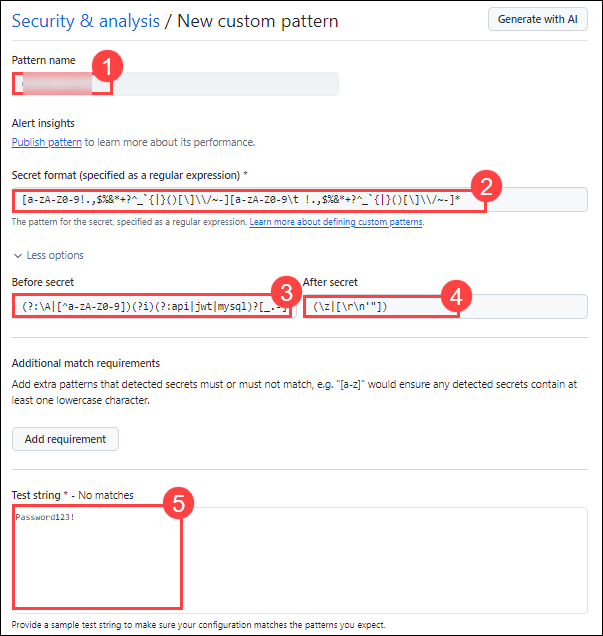 Security & analysis / New custom pattern
Generate with AI
Pattern name
1
Alert insights
Publish pattern to learn more about its performance.
Secret format (specified as a regular expression) *
2
[a-zA-Z0-9!.,$%&*+?^_`{|}()[\]\\/~-][a-zA-Z0-9\t !.,$%&*+?^_`{|}()[\]\\/~-]*
The pattern for the secret, specified as a regular expression. Learn more about defining custom patterns.
Less options
Before secret
3
After secret
4
(?:\A|[^a-zA-Z0-9])(?i)(?:api|jwt|mysql)?[_.-]
(\z|[\r\n'"])
Additional match requirements
Add extra patterns that detected secrets must or must not match, e.g. "[a-z]" would ensure any detected secrets contain at
least one lowercase character.
Add requirement
Test string * - No matches
5
Password123!
Provide a sample test string to make sure your configuration matches the patterns you expect.